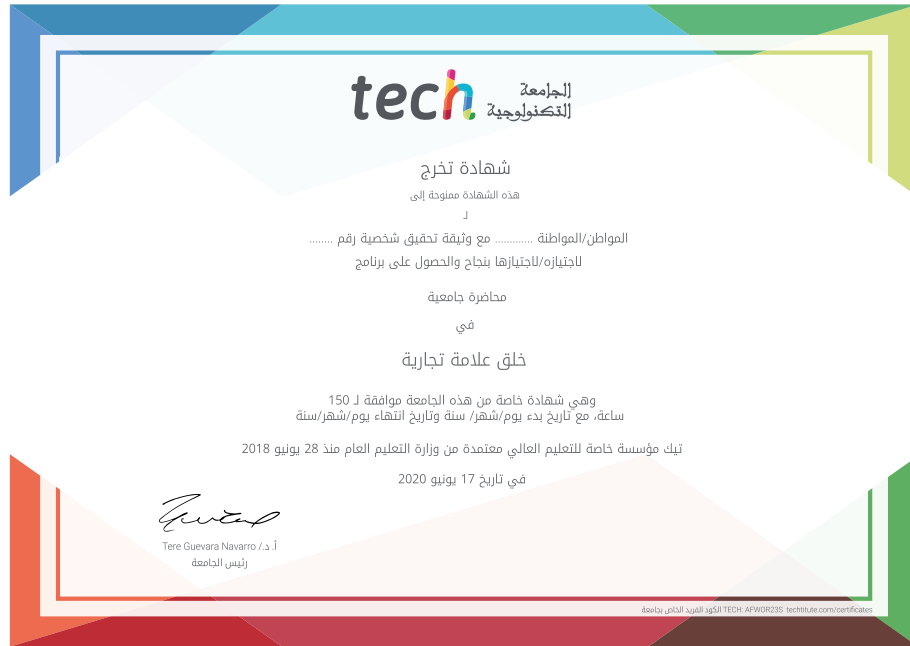 tech الجامعة
التكنولوجية
شهادة تخرج
هذه الشهادة ممنوحة إلى
لـ
المواطن/المواطنة ............. مع وثيقة تحقيق شخصية رقم ........
لاجتيازه/لاجتيازها بنجاح والحصول على برنامج
محاضرة جامعية
في
خلق علامة تجارية
وهي شهادة خاصة من هذه الجامعة موافقة لـ 150
ساعة، مع تاريخ بدء يوم/شهر/ سنة وتاريخ انتهاء يوم/شهر/سنة
تيك مؤسسة خاصة للتعليم العالي معتمدة من وزارة التعليم العام منذ 28 يونيو 2018
في تاريخ 17 يونيو 2020
أ. د./ Tere Guevara Navarro
رئيس الجامعة
الكود الفريد الخاص بجامعة TECH: AFWOR23S techtitute.com/certificates